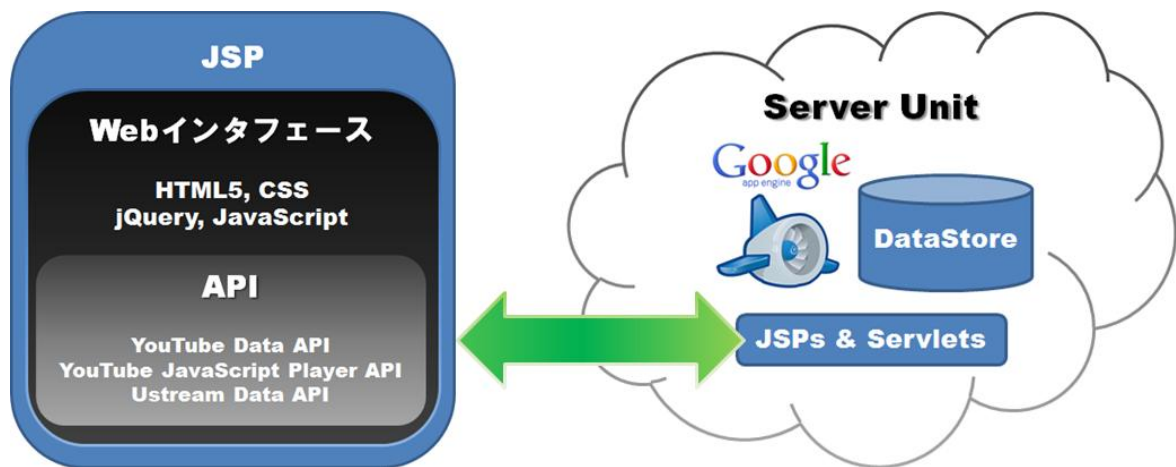 JSP
Webインタフェース
HTML5, CSS
jQuery, JavaScript
API
YouTube Data API
YouTube JavaScript Player API
Ustream Data API
Server Unit
Google
app engine
DataStore
JSPs & Servlets